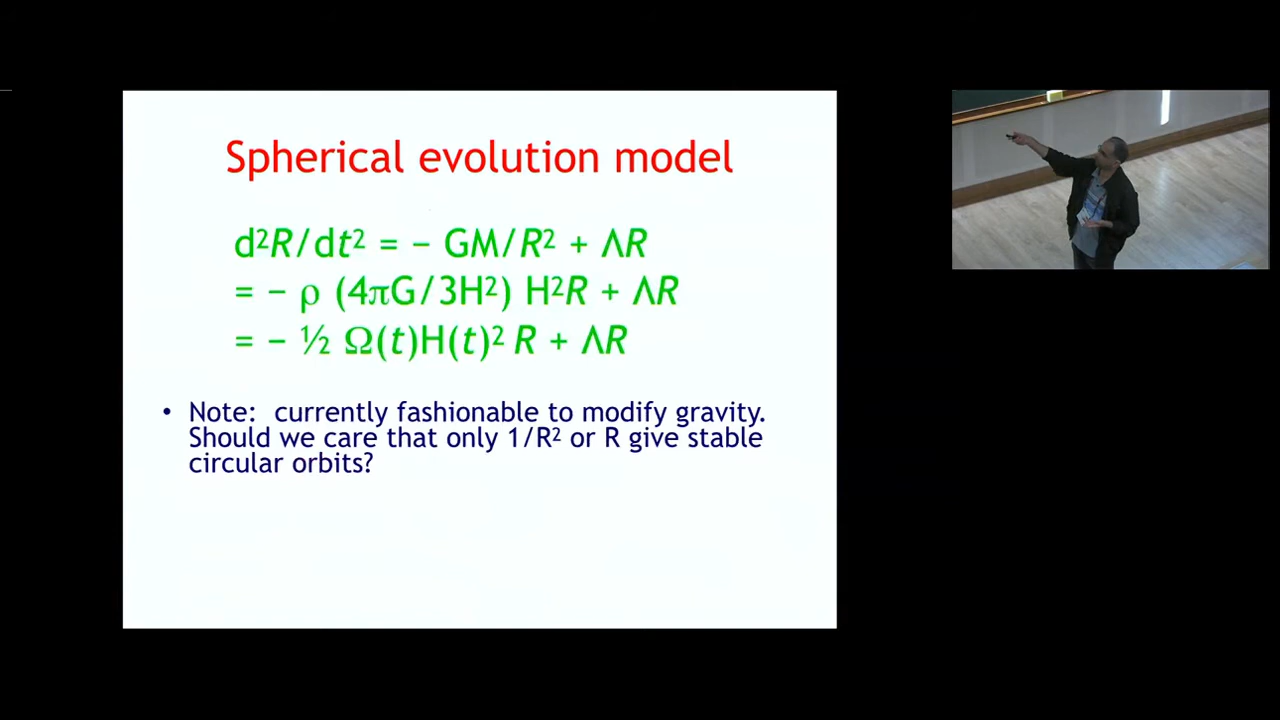 Spherical evolution model
d²R/dt² = − GM/R² + ΛR
= − ρ (4πG/3H²) H²R + ΛR
= − ½ Ω(t)H(t)² R + ΛR
• Note: currently fashionable to modify gravity.
Should we care that only 1/R² or R give stable
circular orbits?